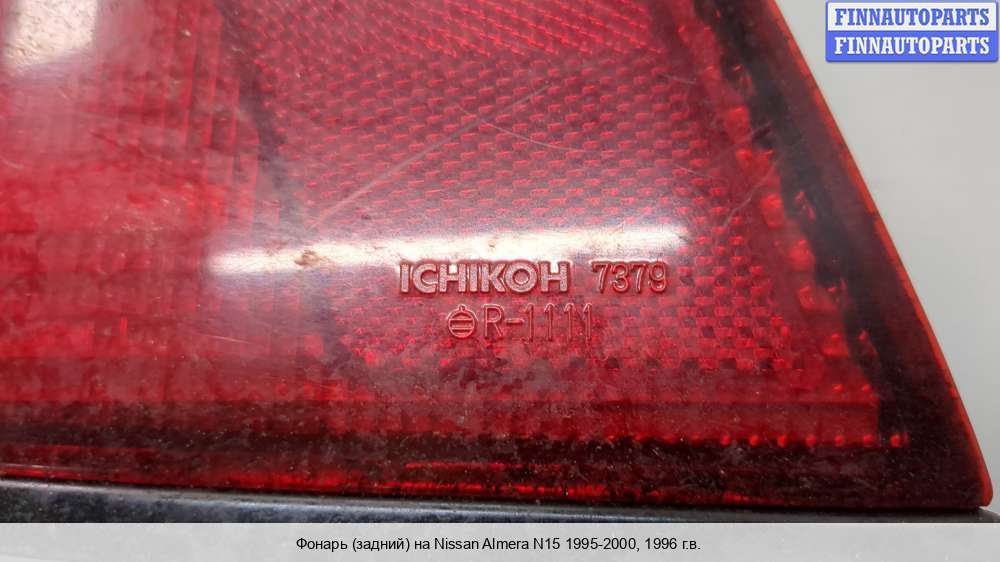 FINNAUTOPARTS
FINNAUTOPARTS
ICHIKOH 7379
R-1111
Фонарь (задний) на Nissan Almera N15 1995-2000, 1996 г.в.